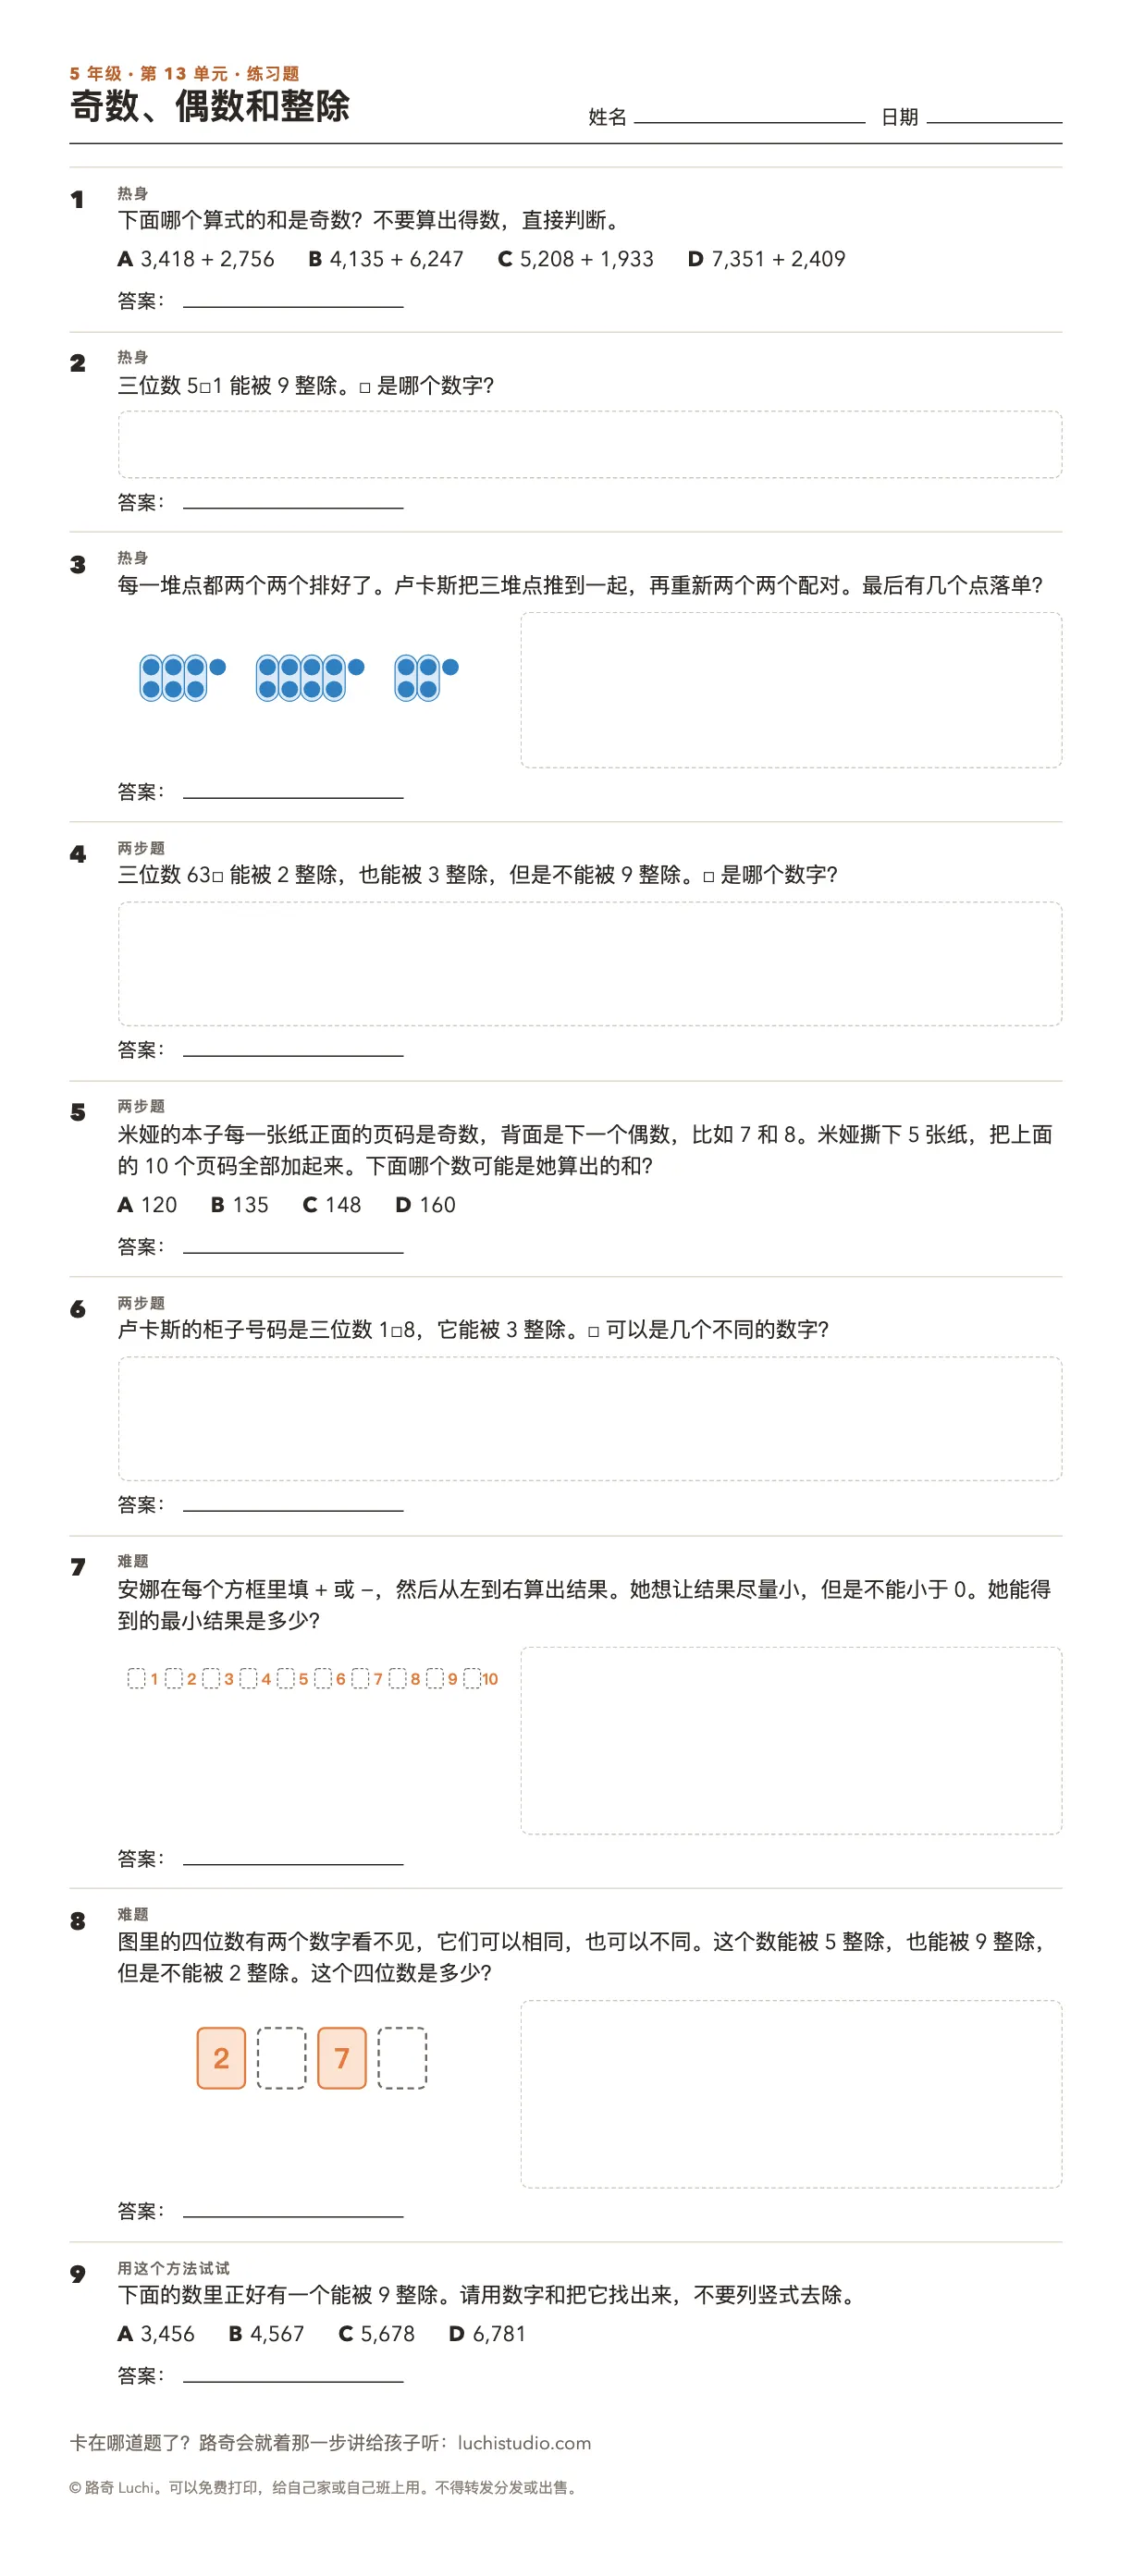 5 年级·第 13 单元·练习题
奇数、偶数和整除
姓名 日期
1
热身
下面哪个算式的和是奇数？不要算出得数，直接判断。
A 3,418 + 2,756 B 4,135 + 6,247 C 5,208 + 1,933 D 7,351 + 2,409
答案：
2
热身
三位数 5□1 能被 9 整除。□ 是哪个数字？
答案：
3
热身
每一堆点都两个两个排好了。卢卡斯把三堆点推到一起，再重新两个两个配对。最后有几个点落单？
答案：
4
两步题
三位数 63□ 能被 2 整除，也能被 3 整除，但是不能被 9 整除。□ 是哪个数字？
答案：
5
两步题
米娅的本子每一张纸正面的页码是奇数，背面是下一个偶数，比如 7 和 8。米娅撕下 5 张纸，把上面
的 10 个页码全部加起来。下面哪个数可能是她算出的和？
A 120 B 135 C 148 D 160
答案：
6
两步题
卢卡斯的柜子号码是三位数 1□8，它能被 3 整除。□ 可以是几个不同的数字？
答案：
7
难题
安娜在每个方框里填 + 或 −，然后从左到右算出结果。她想让结果尽量小，但是不能小于 0。她能得
到的最小结果是多少？
□ 1 □ 2 □ 3 □ 4 □ 5 □ 6 □ 7 □ 8 □ 9 □ 10
答案：
8
难题
图里的四位数有两个数字看不见，它们可以相同，也可以不同。这个数能被 5 整除，也能被 9 整除，
但是不能被 2 整除。这个四位数是多少？
2 □ 7 □
答案：
9
用这个方法试试
下面的数里正好有一个能被 9 整除。请用数字和把它找出来，不要列竖式去除。
A 3,456 B 4,567 C 5,678 D 6,781
答案：
卡在哪道题了？路奇会就着那一步讲给孩子听：luchistudio.com
© 路奇 Luchi。可以免费打印，给自己家或自己班上用。不得转发分发或出售。